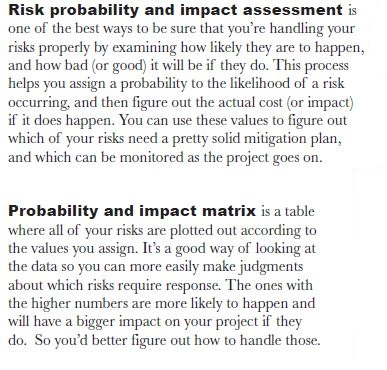 Risk probability and impact assessment is
one of the best ways to be sure that you're handling your
risks properly by examining how likely they are to happen,
and how bad (or good) it will be if they do. This process
helps you assign a probability to the likelihood of a risk
occurring, and then figure out the actual cost (or impact)
if it does happen. You can use these values to figure out
which of your risks need a pretty solid mitigation plan,
and which can be monitored as the project goes on.
Probability and impact matrix is a table
where all of your risks are plotted out according to
the values you assign. It's a good way of looking at
the data so you can more easily make judgments
about which risks require response. The ones with
the higher numbers are more likely to happen and
will have a bigger impact on your project if they
do. So you'd better figure out how to handle those.